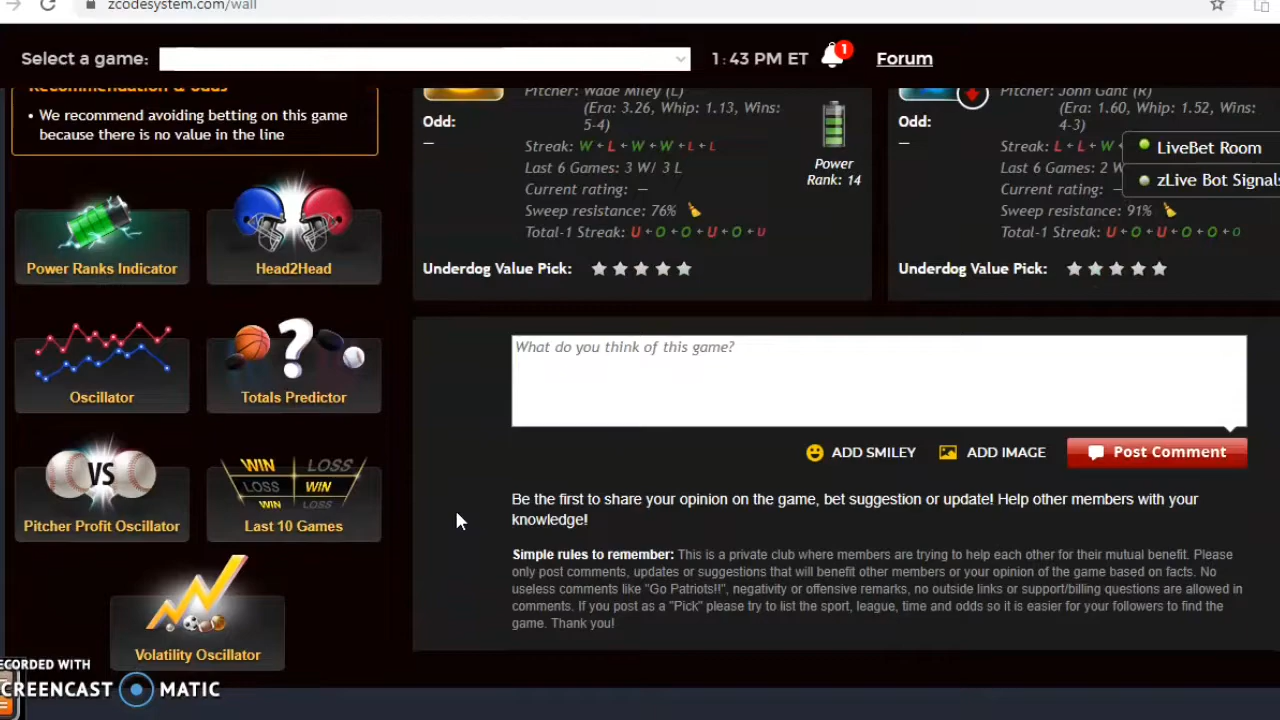 zcodesystem.com/wall
Select a game:
1:43 PM ET
1
Forum
Recommendation & odds
• We recommend avoiding betting on this game
because there is no value in the line
Power Ranks Indicator
Head2Head
Oscillator
Totals Predictor
VS
Pitcher Profit Oscillator
WIN LOSS
LOSS WIN
WIN LOSS
Last 10 Games
Volatility Oscillator
Pitcher: Wade Miley (L)
(Era: 3.26, Whip: 1.13, Wins:
5-4)
Odd:
—
Streak: W ← L ← W ← W ← L ← L
Last 6 Games: 3 W/ 3 L
Current rating: —
Sweep resistance: 76%
Total-1 Streak: U ← O ← O ← U ← O ← U
Power
Rank: 14
Underdog Value Pick:
Pitcher: John Gant (R)
(Era: 1.60, Whip: 1.52, Wins:
4-3)
Odd:
—
Streak: L ← L ← W
Last 6 Games: 2 W
Current rating: —
Sweep resistance: 91%
Total-1 Streak: U ← O ← U ← O ← O ← O
Underdog Value Pick:
LiveBet Room
zLive Bot Signals
What do you think of this game?
ADD SMILEY
ADD IMAGE
Post Comment
Be the first to share your opinion on the game, bet suggestion or update! Help other members with your
knowledge!
Simple rules to remember: This is a private club where members are trying to help each other for their mutual benefit. Please
only post comments, updates or suggestions that will benefit other members or your opinion of the game based on facts. No
useless comments like "Go Patriots!!", negativity or offensive remarks, no outside links or support/billing questions are allowed in
comments. If you post as a "Pick" please try to list the sport, league, time and odds so it is easier for your followers to find the
game. Thank you!
ECORDED WITH
CREENCAST MATIC